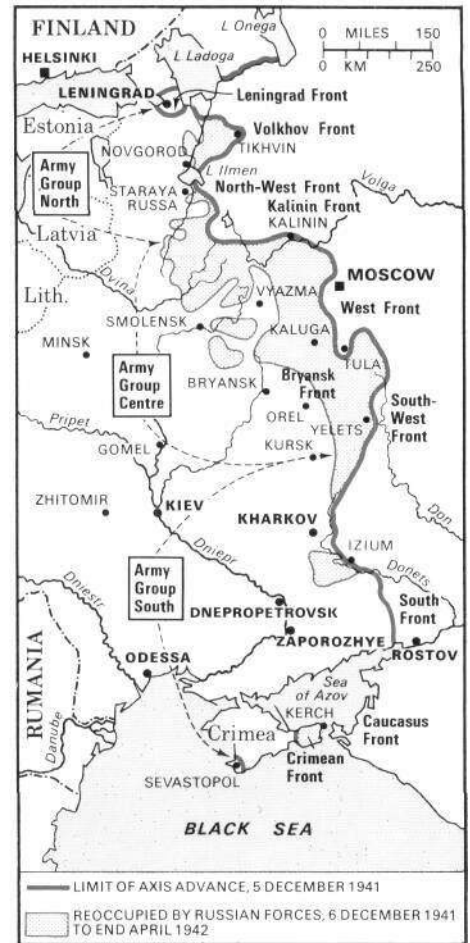 FINLAND
L Onega
0 MILES 150
0 KM 250
HELSINKI
L Ladoga
LENINGRAD
Leningrad Front
Estonia
Volkhov Front
TIKHVIN
NOVGOROD
Army
Group
North
L Ilmen
STARAYA
RUSSA
North-West Front
Kalinin Front
KALININ
Volga
Latvia
Dvina
MOSCOW
Lith.
VYAZMA
West Front
SMOLENSK
MINSK
KALUGA
TULA
Army
Group
Centre
BRYANSK
Bryansk
Front
OREL
YELETS
South-
West
Front
Pripet
GOMEL
KURSK
ZHITOMIR
KIEV
Don
KHARKOV
Dniepr
IZIUM
Army
Group
South
Donets
Dniestr
DNEPROPETROVSK
South
Front
ZAPOROZHYE
ROSTOV
ODESSA
RUMANIA
Sea
of Azov
KERCH
Danube
Crimea
Caucasus
Front
Crimean
Front
SEVASTOPOL
BLACK SEA
LIMIT OF AXIS ADVANCE, 5 DECEMBER 1941
REOCCUPIED BY RUSSIAN FORCES, 6 DECEMBER 1941
TO END APRIL 1942